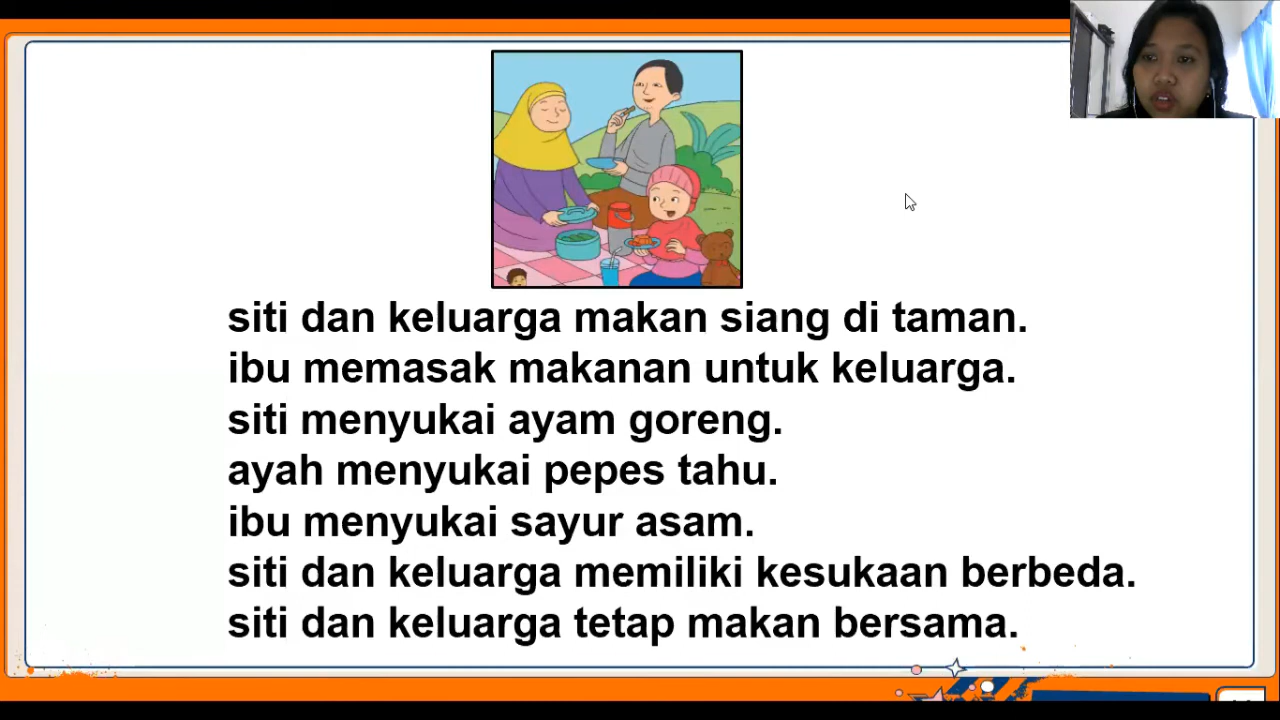 siti dan keluarga makan siang di taman.
ibu memasak makanan untuk keluarga.
siti menyukai ayam goreng.
ayah menyukai pepes tahu.
ibu menyukai sayur asam.
siti dan keluarga memiliki kesukaan berbeda.
siti dan keluarga tetap makan bersama.